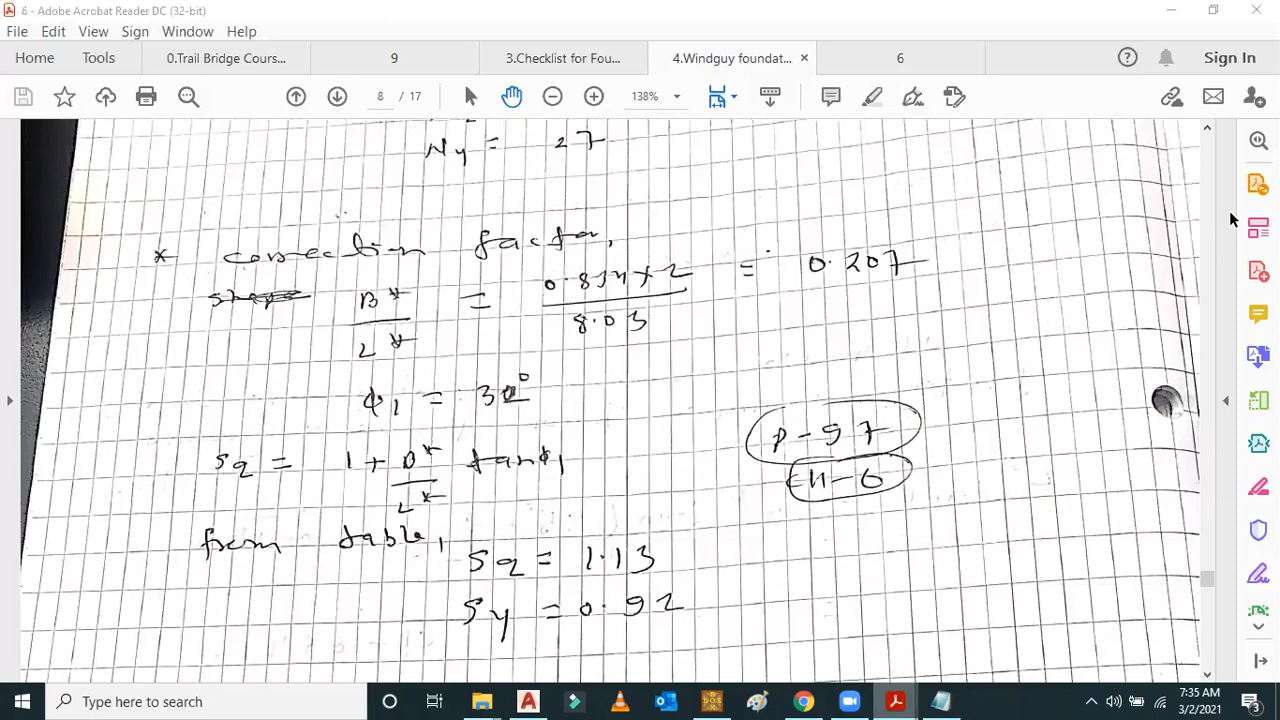 6 - Adobe Acrobat Reader DC (32-bit)
File Edit View Sign Window Help
Home Tools 0.Trail Bridge Cours... 9 3.Checklist for Fou... 4.Windguy foundat... × 6 Sign In
8 / 17 138%
Nγ = 27
* correction factor,
B* / L* = 0.834×2 / 8.03 = 0.207
ϕ1 = 32°
P-97
CH-6
Sq = 1 + B* / L* tanϕ1
from table,
Sq = 1.13
Sγ = 0.92
Type here to search
7:35 AM
3/2/2021
3